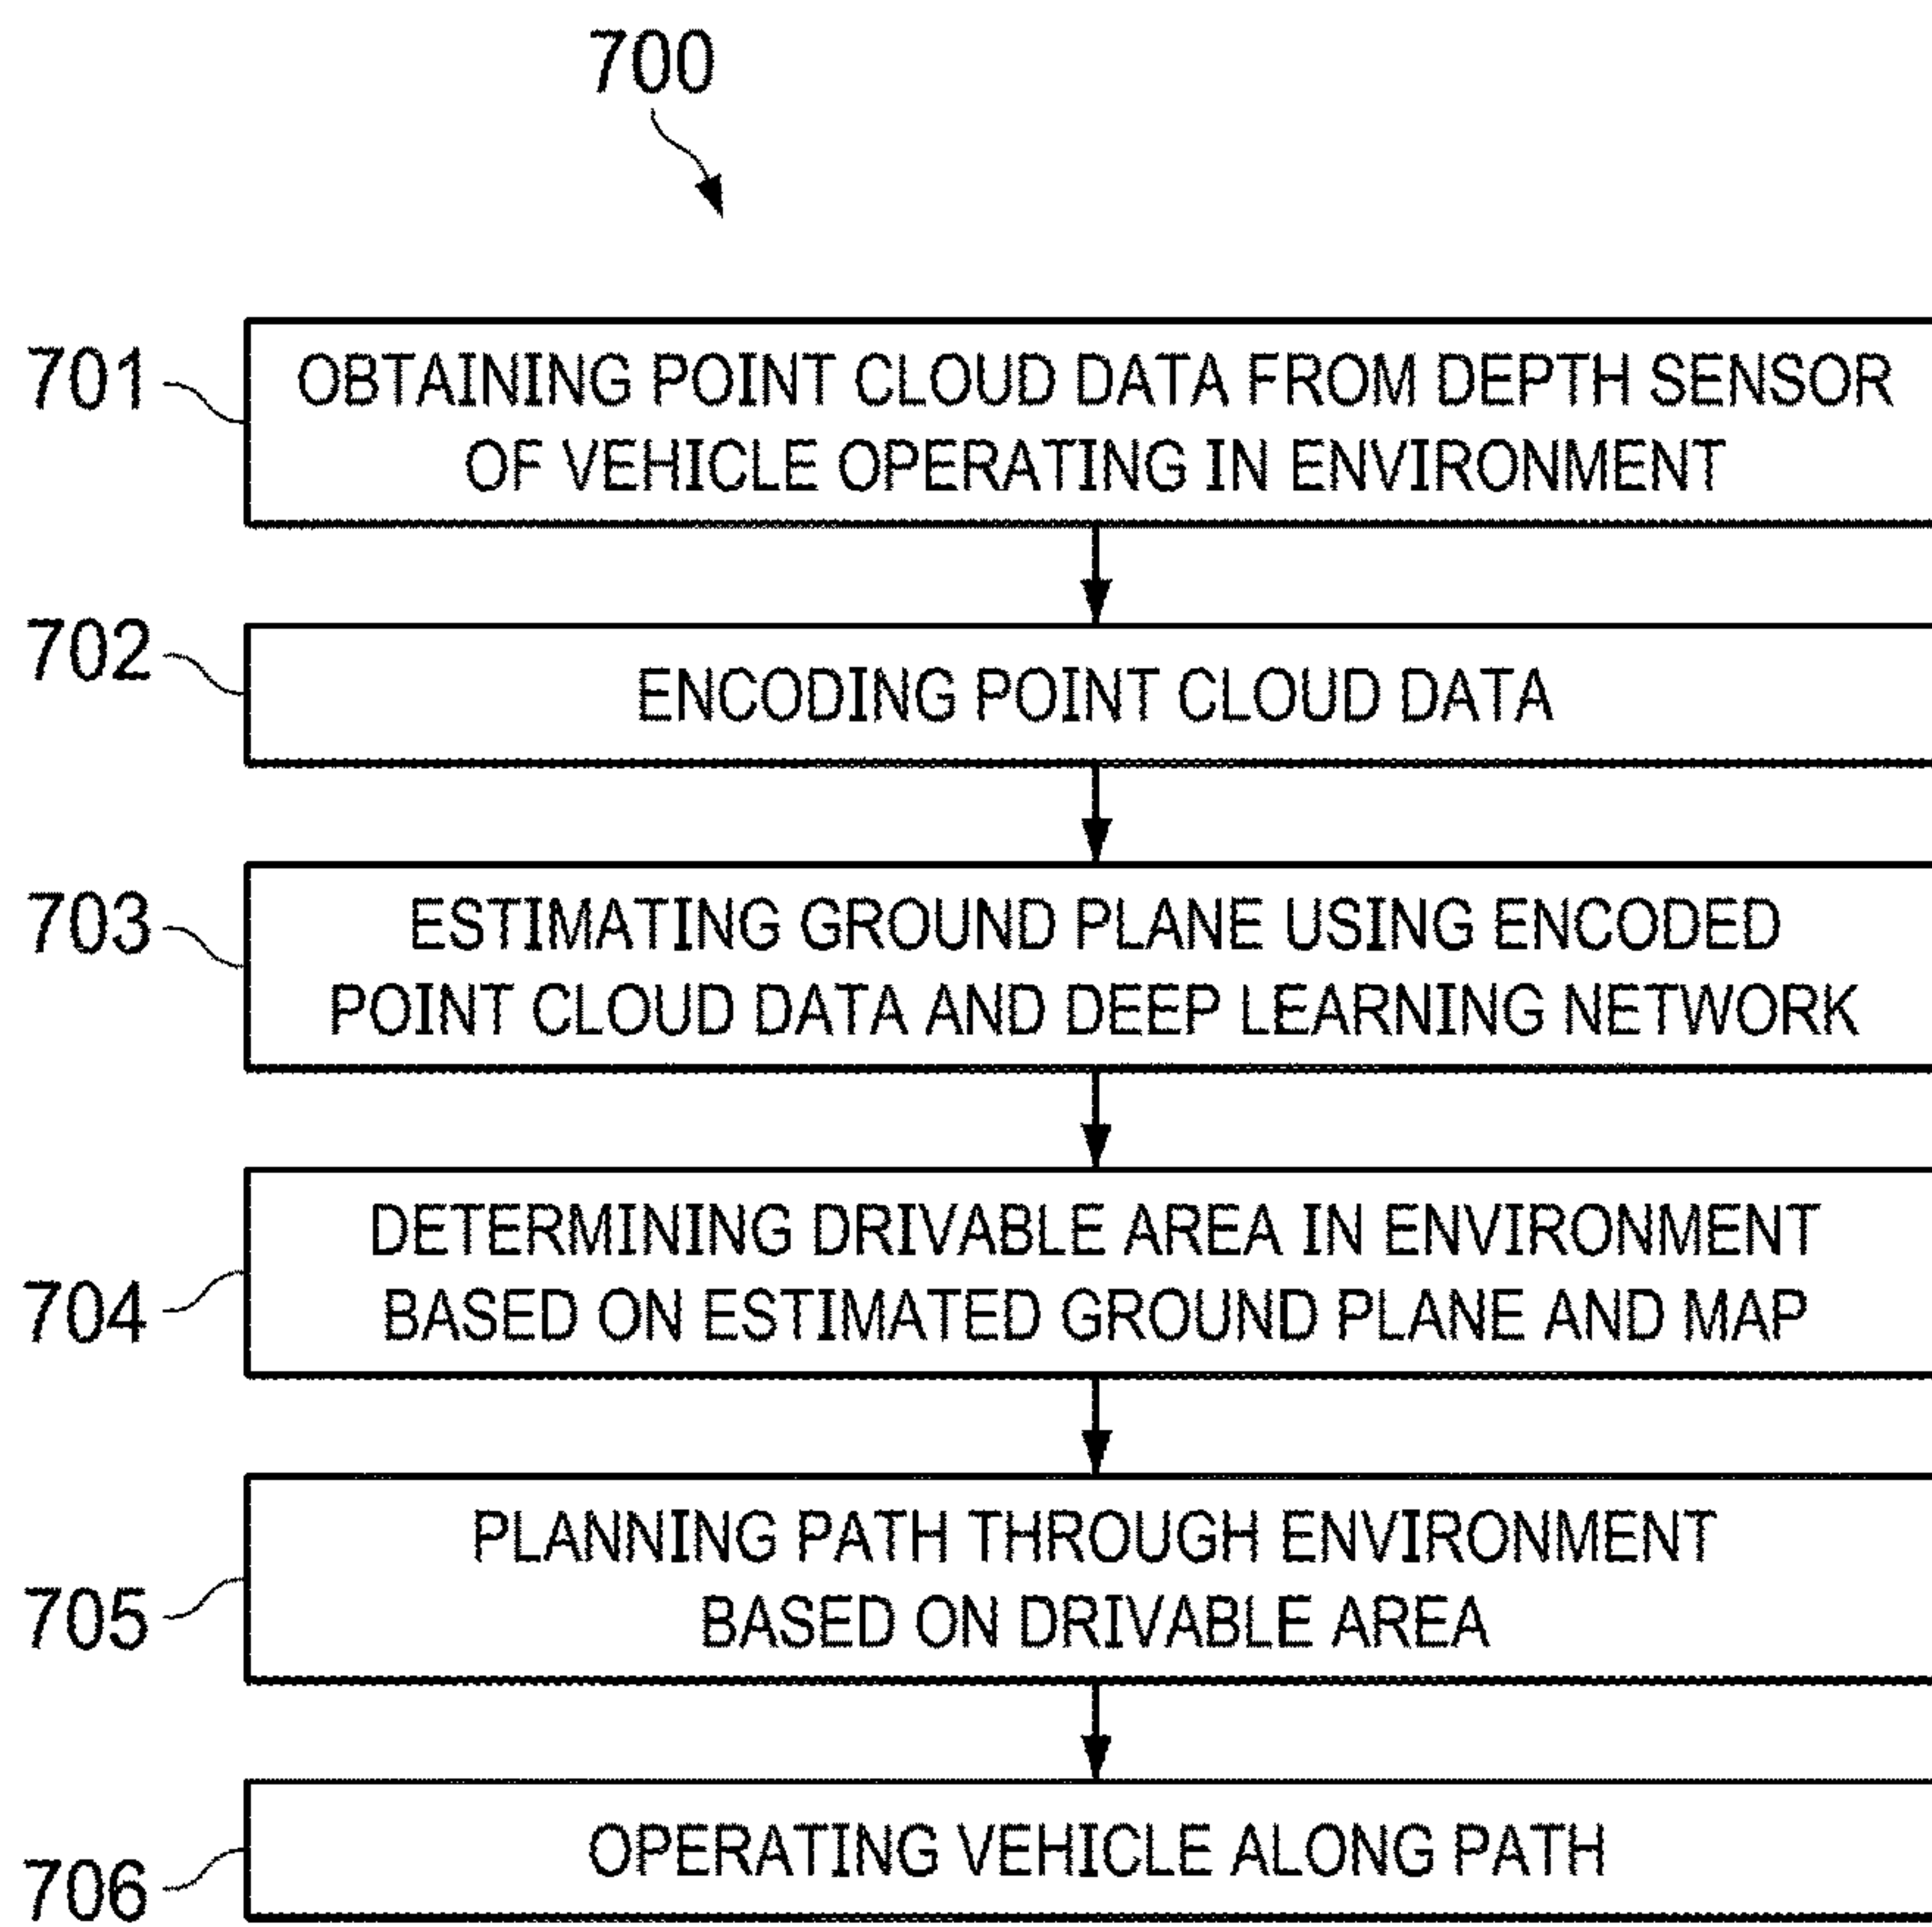 700
701
OBTAINING POINT CLOUD DATA FROM DEPTH SENSOR
OF VEHICLE OPERATING IN ENVIRONMENT
702
ENCODING POINT CLOUD DATA
703
ESTIMATING GROUND PLANE USING ENCODED
POINT CLOUD DATA AND DEEP LEARNING NETWORK
704
DETERMINING DRIVABLE AREA IN ENVIRONMENT
BASED ON ESTIMATED GROUND PLANE AND MAP
705
PLANNING PATH THROUGH ENVIRONMENT
BASED ON DRIVABLE AREA
706
OPERATING VEHICLE ALONG PATH